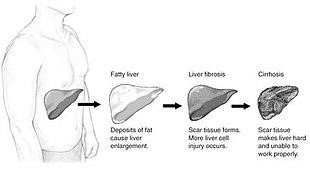 Fatty liver
Liver fibrosis
Cirrhosis
Deposits of fat
cause liver
enlargement.
Scar tissue forms.
More liver cell
injury occurs.
Scar tissue
makes liver hard
and unable to
work properly.